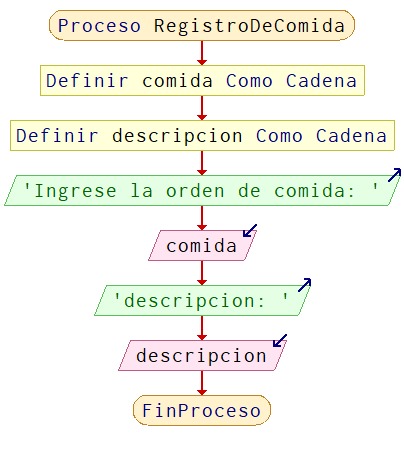 Proceso RegistroDeComida
Definir comida Como Cadena
Definir descripcion Como Cadena
'Ingrese la orden de comida: '
comida
'descripcion: '
descripcion
FinProceso